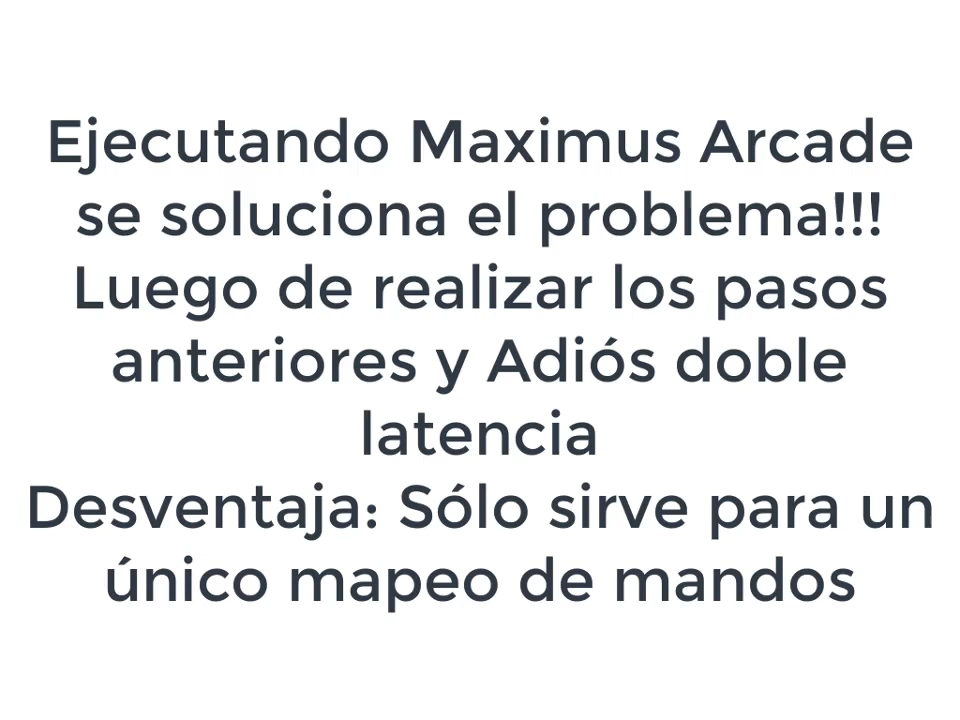 Ejecutando Maximus Arcade
se soluciona el problema!!!
Luego de realizar los pasos
anteriores y Adiós doble
latencia
Desventaja: Sólo sirve para un
único mapeo de mandos